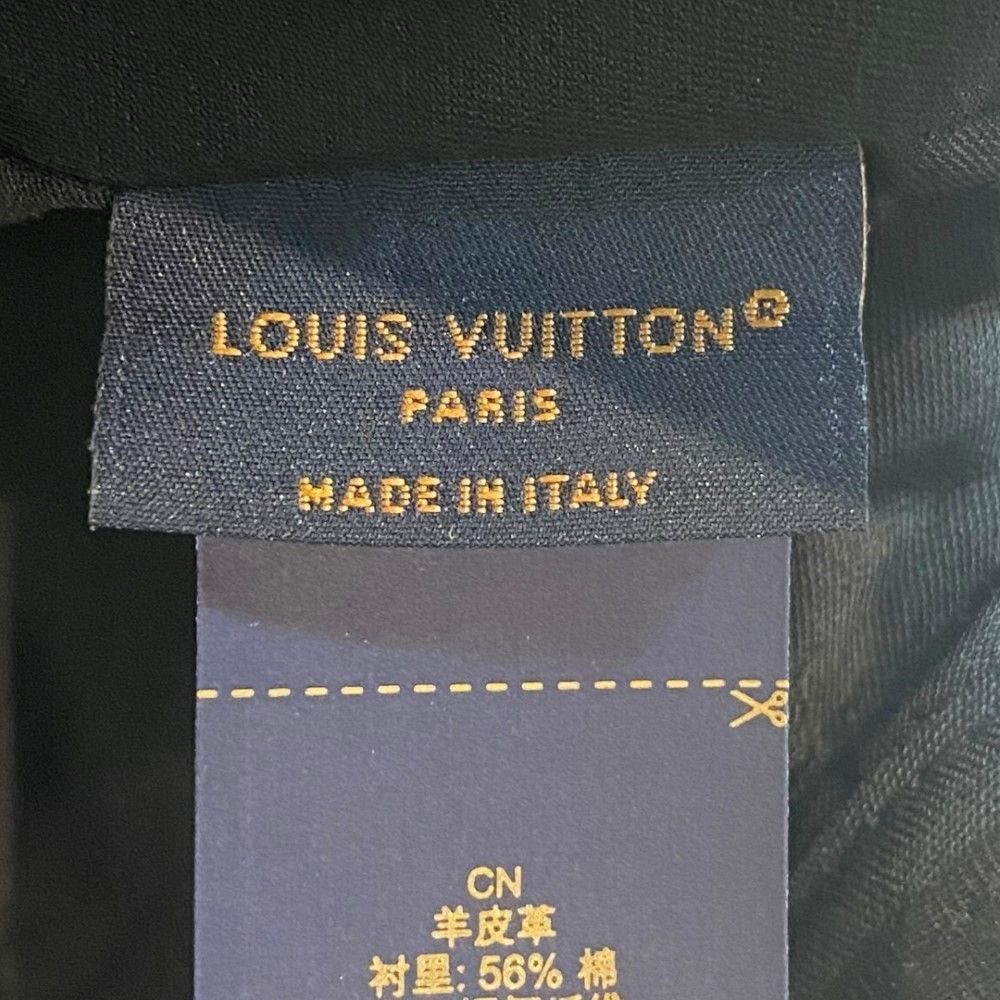 LOUIS VUITTON®
PARIS
MADE IN ITALY
CN
羊皮革
衬里: 56% 棉